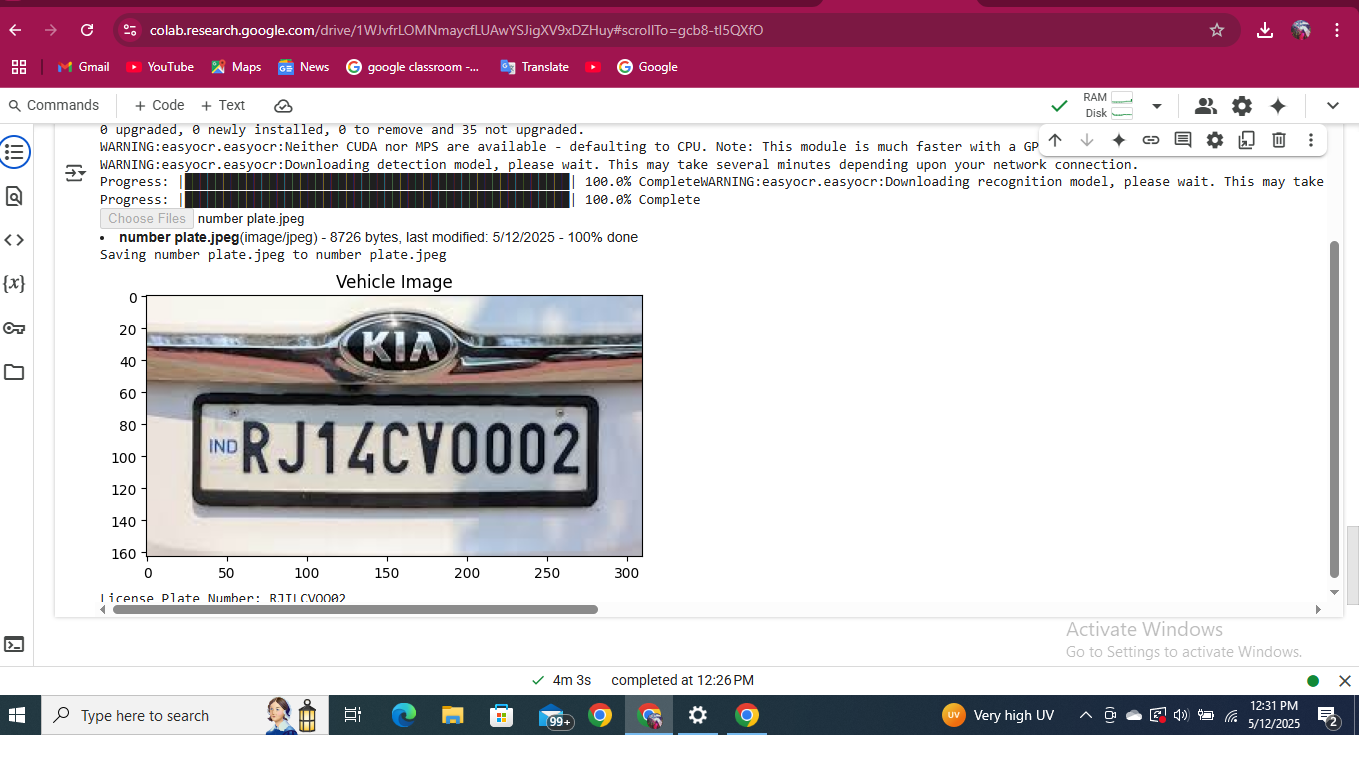 colab.research.google.com/drive/1WJvfrLOMNmaycfLUAwYSJigXV9xDZHuy#scrollTo=gcb8-tI5QXfO
Gmail YouTube Maps News google classroom -... Translate Google
Commands + Code + Text RAM
Disk
0 upgraded, 0 newly installed, 0 to remove and 35 not upgraded.
WARNING:easyocr.easyocr:Neither CUDA nor MPS are available - defaulting to CPU. Note: This module is much faster with a GP
WARNING:easyocr.easyocr:Downloading detection model, please wait. This may take several minutes depending upon your network connection.
Progress: | | 100.0% CompleteWARNING:easyocr.easyocr:Downloading recognition model, please wait. This may take
Progress: | | 100.0% Complete
Choose Files number plate.jpeg
• number plate.jpeg(image/jpeg) - 8726 bytes, last modified: 5/12/2025 - 100% done
Saving number plate.jpeg to number plate.jpeg
Vehicle Image
0
20
40
60
80
100
120
140
160
KIA
IND RJ14CV0002
0 50 100 150 200 250 300
License Plate Number: RJILCVOO02
Activate Windows
Go to Settings to activate Windows.
4m 3s completed at 12:26 PM
Type here to search
99+
UV Very high UV
12:31 PM
5/12/2025
2